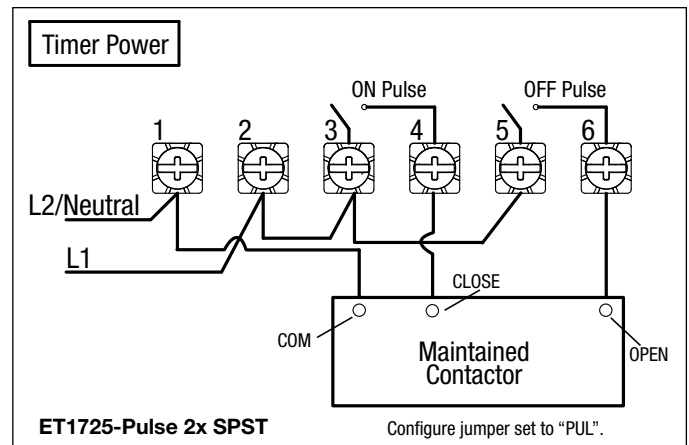 Timer Power
ON Pulse
OFF Pulse
1 2 3 4 5 6
L2/Neutral
L1
CLOSE
COM
OPEN
Maintained
Contactor
ET1725-Pulse 2x SPST
Configure jumper set to “PUL”.